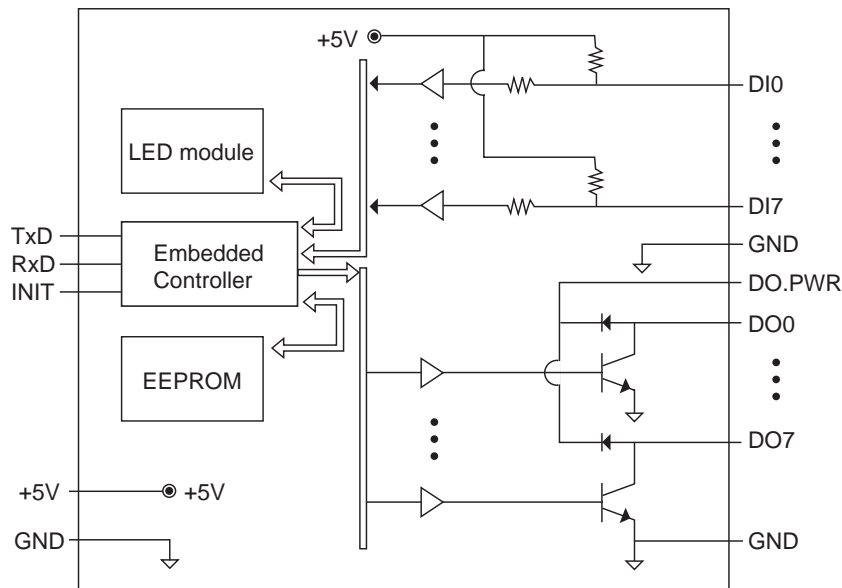 +5V
DI0
LED module
DI7
TxD
RxD
INIT
Embedded
Controller
GND
DO.PWR
DO0
EEPROM
DO7
+5V
+5V
GND
GND